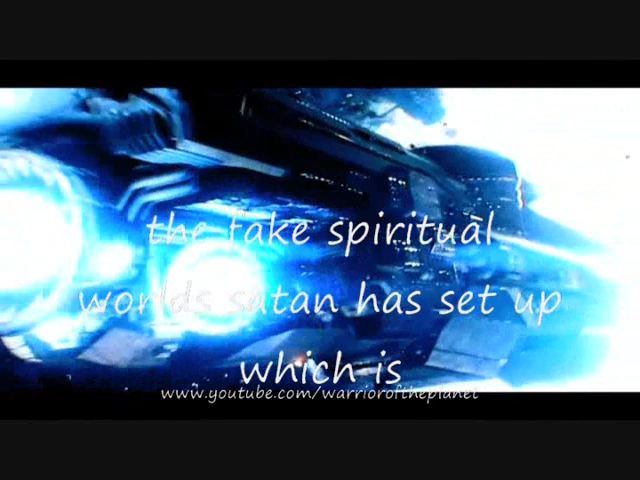 the fake spiritual
worlds satan has set up
which is
www.youtube.com/warrioroftheplanet